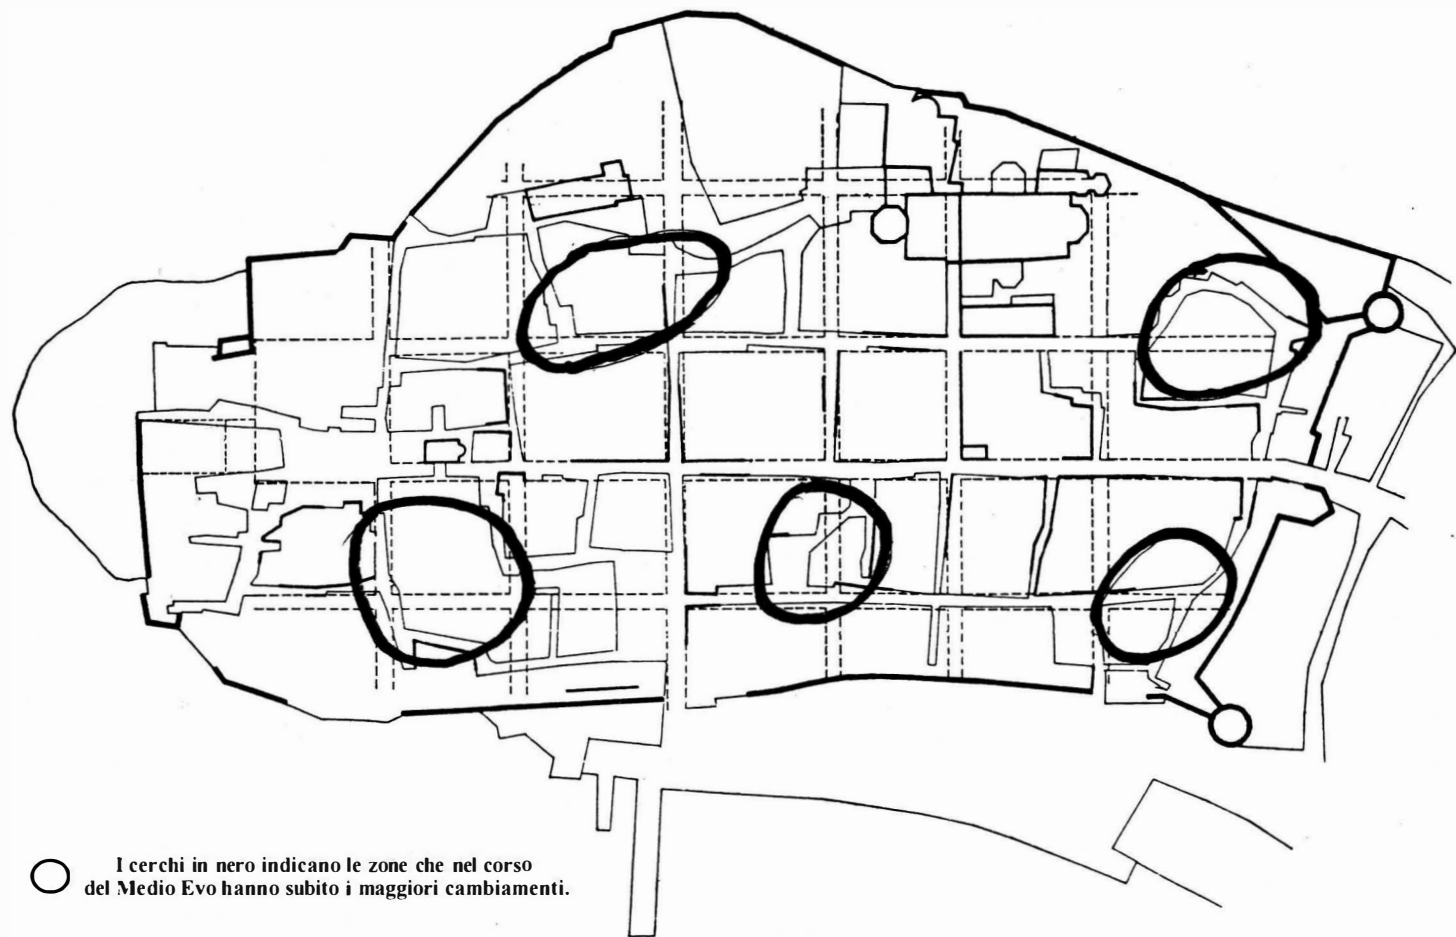 I cerchi in nero indicano le zone che nel corso
del Medio Evo hanno subito i maggiori cambiamenti.